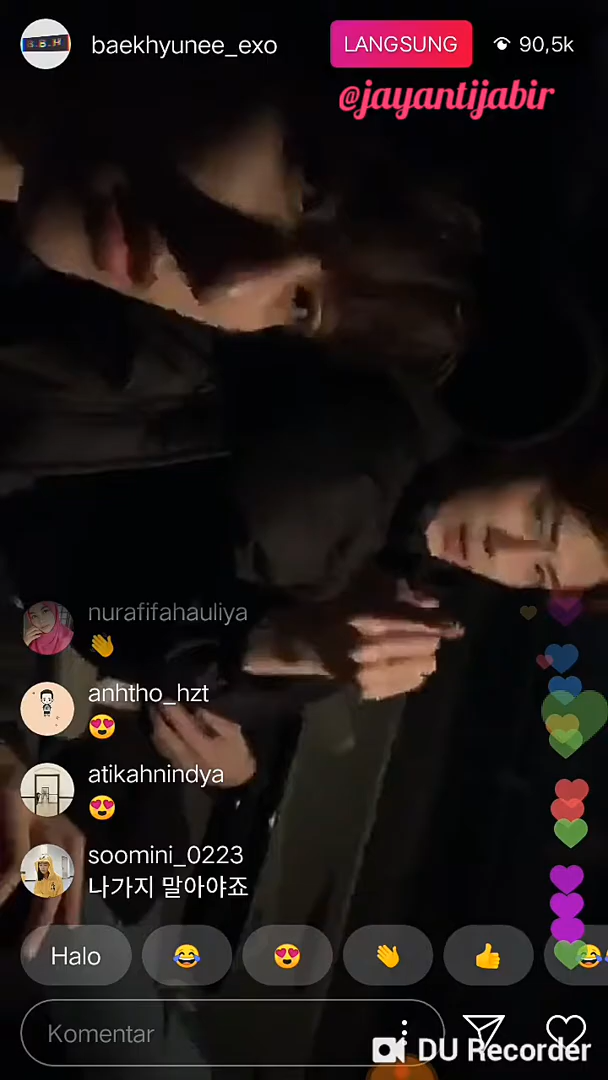 B.B.H
baekhyunee_exo
LANGSUNG
90,5k
@jayantijabir
nurafifahauliya
👋
anhtho_hzt
😍
atikahnindya
😍
soomini_0223
나가지 말아야죠
Halo 😂 😍 👋 👍 😂
Komentar
DU Recorder